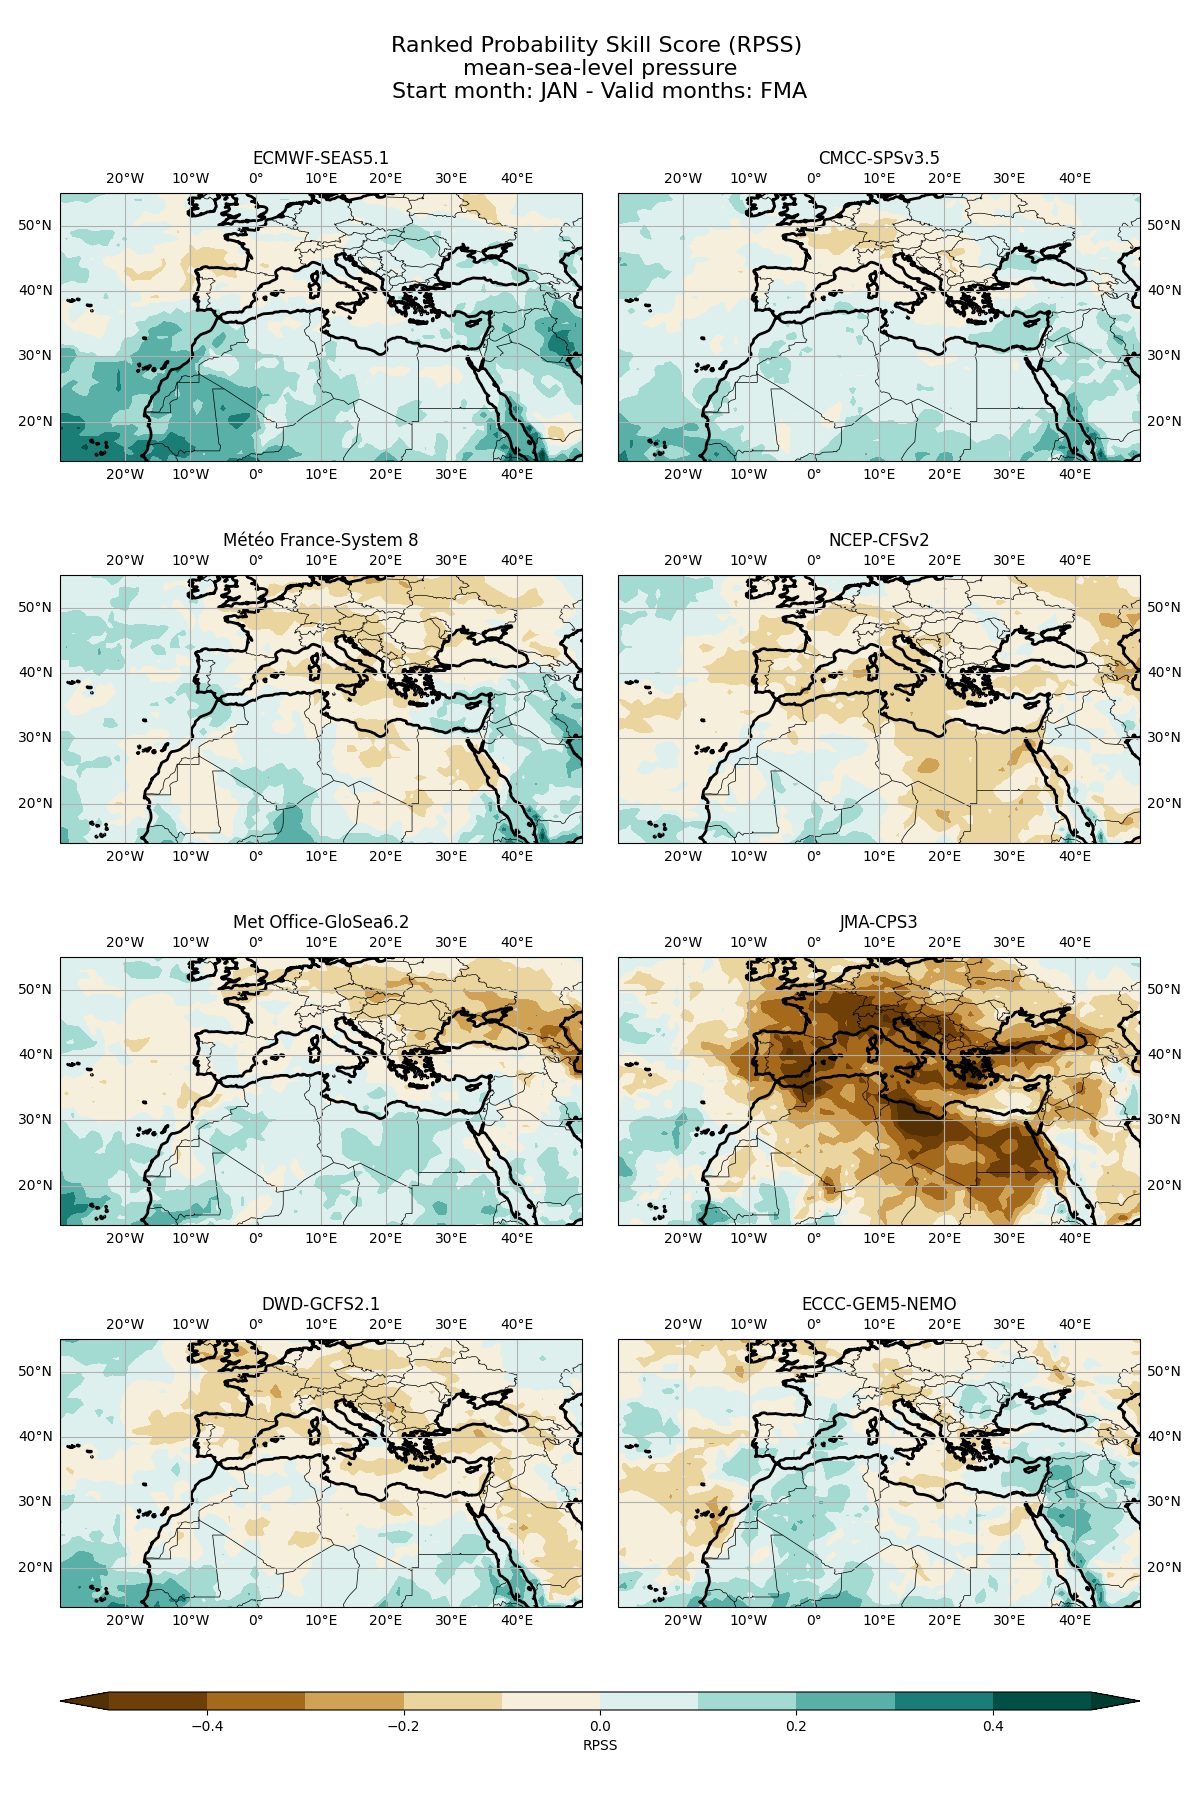 Ranked Probability Skill Score (RPSS)
mean-sea-level pressure
Start month: JAN - Valid months: FMA
ECMWF-SEAS5.1
CMCC-SPSv3.5
20°W 10°W 0° 10°E 20°E 30°E 40°E
20°W 10°W 0° 10°E 20°E 30°E 40°E
50°N
50°N
40°N
40°N
30°N
30°N
20°N
20°N
20°W 10°W 0° 10°E 20°E 30°E 40°E
20°W 10°W 0° 10°E 20°E 30°E 40°E
Météo France-System 8
NCEP-CFSv2
20°W 10°W 0° 10°E 20°E 30°E 40°E
20°W 10°W 0° 10°E 20°E 30°E 40°E
50°N
50°N
40°N
40°N
30°N
30°N
20°N
20°N
20°W 10°W 0° 10°E 20°E 30°E 40°E
20°W 10°W 0° 10°E 20°E 30°E 40°E
Met Office-GloSea6.2
JMA-CPS3
20°W 10°W 0° 10°E 20°E 30°E 40°E
20°W 10°W 0° 10°E 20°E 30°E 40°E
50°N
50°N
40°N
40°N
30°N
30°N
20°N
20°N
20°W 10°W 0° 10°E 20°E 30°E 40°E
20°W 10°W 0° 10°E 20°E 30°E 40°E
DWD-GCFS2.1
ECCC-GEM5-NEMO
20°W 10°W 0° 10°E 20°E 30°E 40°E
20°W 10°W 0° 10°E 20°E 30°E 40°E
50°N
50°N
40°N
40°N
30°N
30°N
20°N
20°N
20°W 10°W 0° 10°E 20°E 30°E 40°E
20°W 10°W 0° 10°E 20°E 30°E 40°E
−0.4 −0.2 0.0 0.2 0.4
RPSS